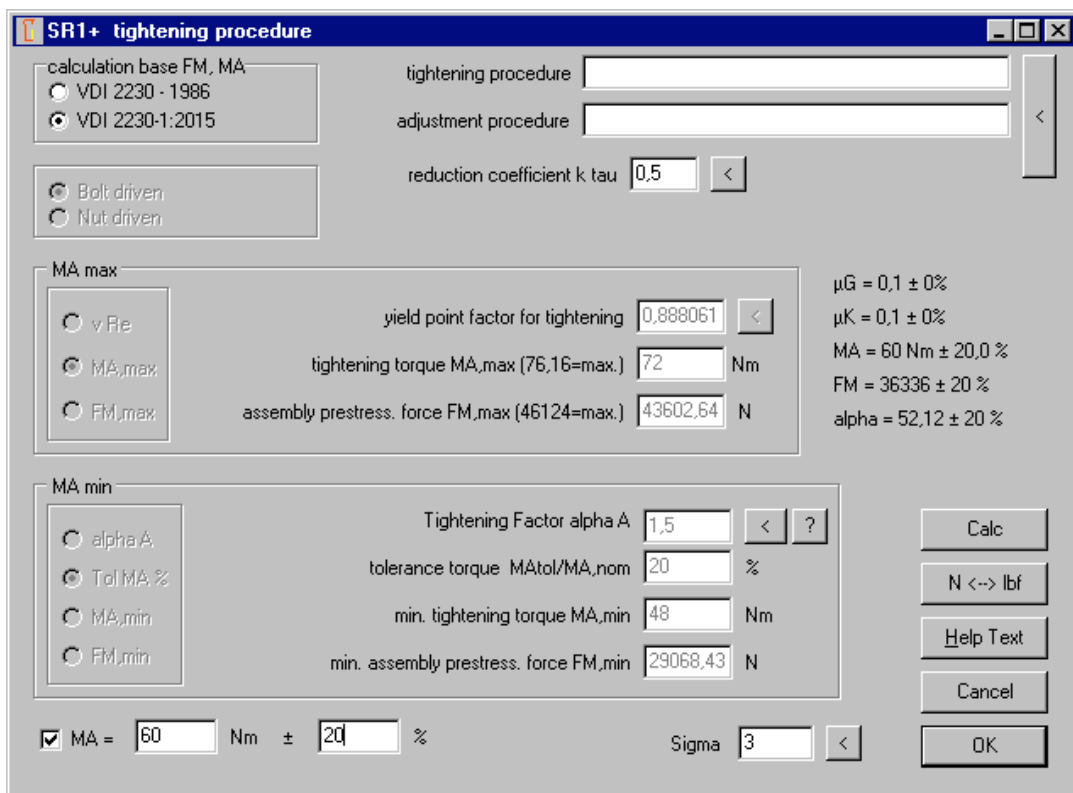 SR1+ tightening procedure
calculation base FM, MA
VDI 2230 - 1986
VDI 2230-1:2015
tightening procedure
adjustment procedure
<
reduction coefficient k tau 0,5 <
Bolt driven
Nut driven
MA max
v Re
MA,max
FM,max
yield point factor for tightening 0,888061 <
tightening torque MA,max (76,16=max.) 72 Nm
assembly prestress. force FM,max (46124=max.) 43602,64 N
µG = 0,1 ± 0%
µK = 0,1 ± 0%
MA = 60 Nm ± 20,0 %
FM = 36336 ± 20 %
alpha = 52,12 ± 20 %
MA min
alpha A
Tol MA %
MA,min
FM,min
Tightening Factor alpha A 1,5 < ?
tolerance torque MAtol/MA,nom 20 %
min. tightening torque MA,min 48 Nm
min. assembly prestress. force FM,min 29068,43 N
Calc
N <--> lbf
Help Text
Cancel
OK
MA = 60 Nm ± 20 %
Sigma 3 <